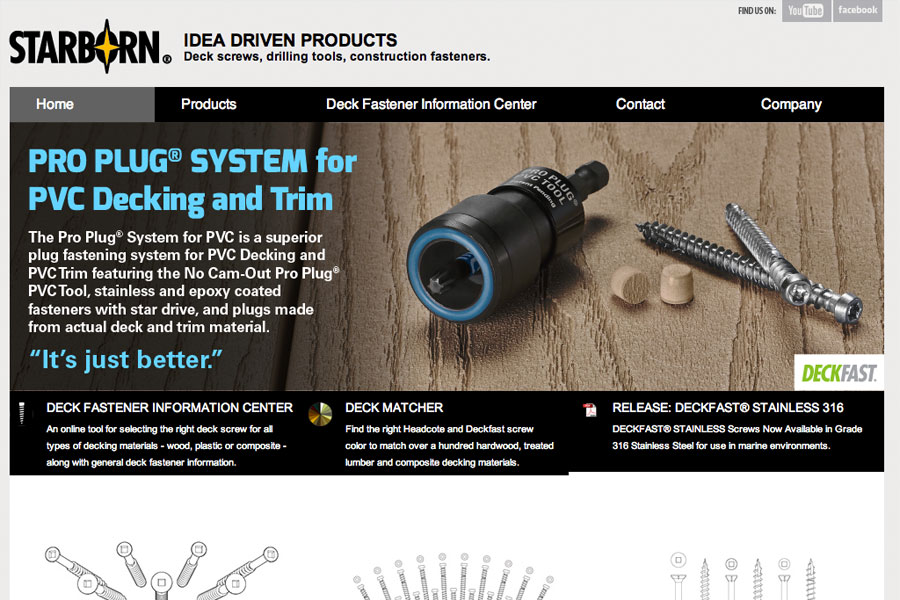 FIND US ON:
YouTube
facebook
STARBORN®
IDEA DRIVEN PRODUCTS
Deck screws, drilling tools, construction fasteners.
Home
Products
Deck Fastener Information Center
Contact
Company
PRO PLUG® SYSTEM for
PVC Decking and Trim
The Pro Plug® System for PVC is a superior
plug fastening system for PVC Decking and
PVC Trim featuring the No Cam-Out Pro Plug®
PVC Tool, stainless and epoxy coated
fasteners with star drive, and plugs made
from actual deck and trim material.
“It’s just better.”
PRO PLUG®
PVC TOOL
Patents Pending
DECKFAST.
DECK FASTENER INFORMATION CENTER
An online tool for selecting the right deck screw for all
types of decking materials - wood, plastic or composite -
along with general deck fastener information.
DECK MATCHER
Find the right Headcote and Deckfast screw
color to match over a hundred hardwood, treated
lumber and composite decking materials.
RELEASE: DECKFAST® STAINLESS 316
DECKFAST® STAINLESS Screws Now Available in Grade
316 Stainless Steel for use in marine environments.